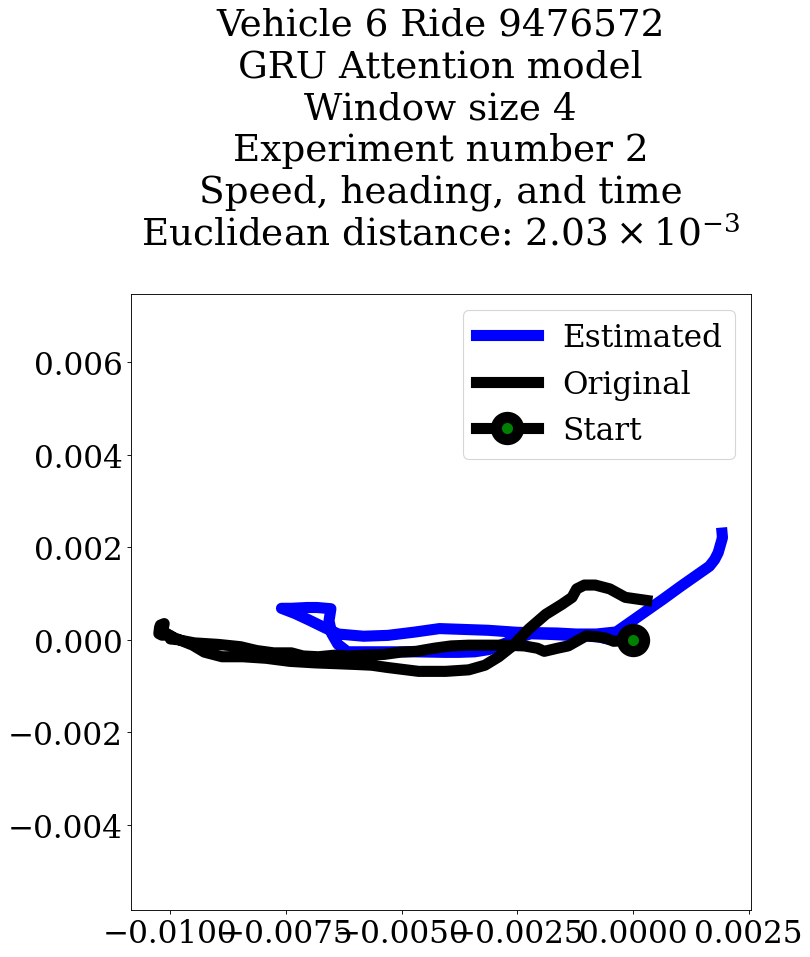 Vehicle 6 Ride 9476572
GRU Attention model
Window size 4
Experiment number 2
Speed, heading, and time
Euclidean distance: 2.03 × 10⁻³
Estimated
Original
Start
0.006
0.004
0.002
0.000
−0.002
−0.004
−0.0100 −0.0075 −0.0050 −0.0025 0.0000 0.0025